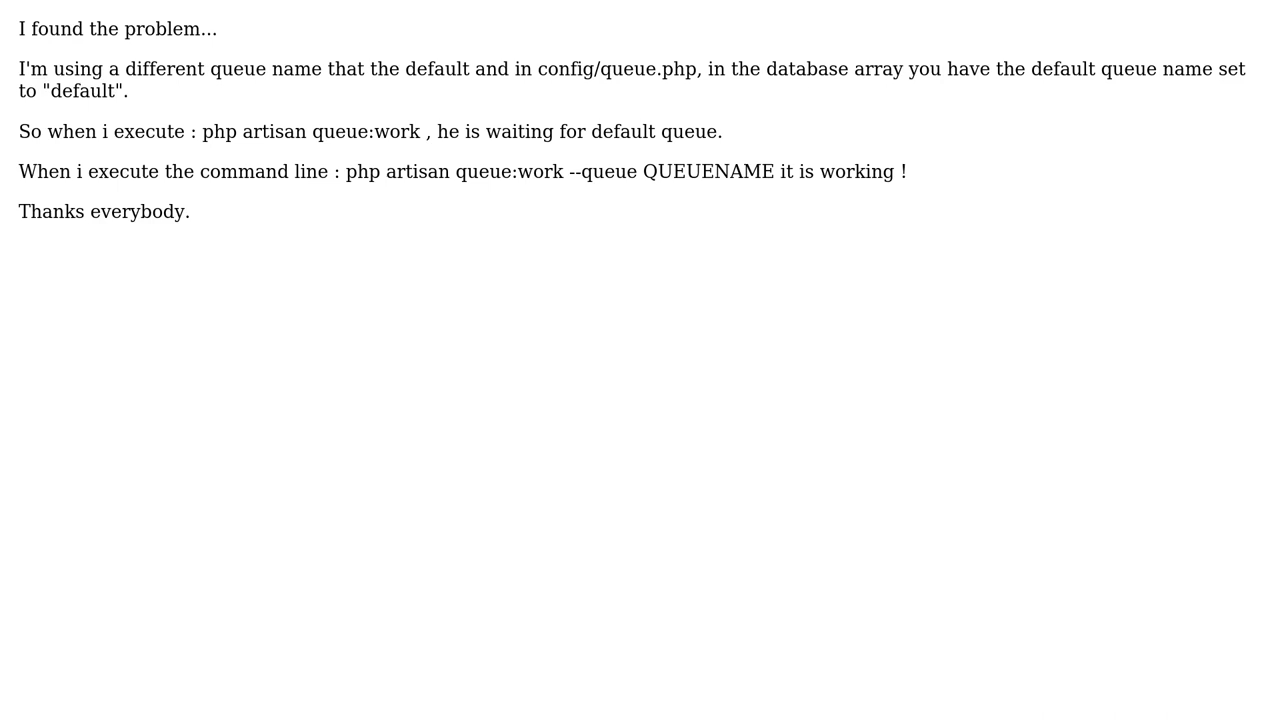 I found the problem...
I'm using a different queue name that the default and in config/queue.php, in the database array you have the default queue name set
to "default".
So when i execute : php artisan queue:work , he is waiting for default queue.
When i execute the command line : php artisan queue:work --queue QUEUENAME it is working !
Thanks everybody.